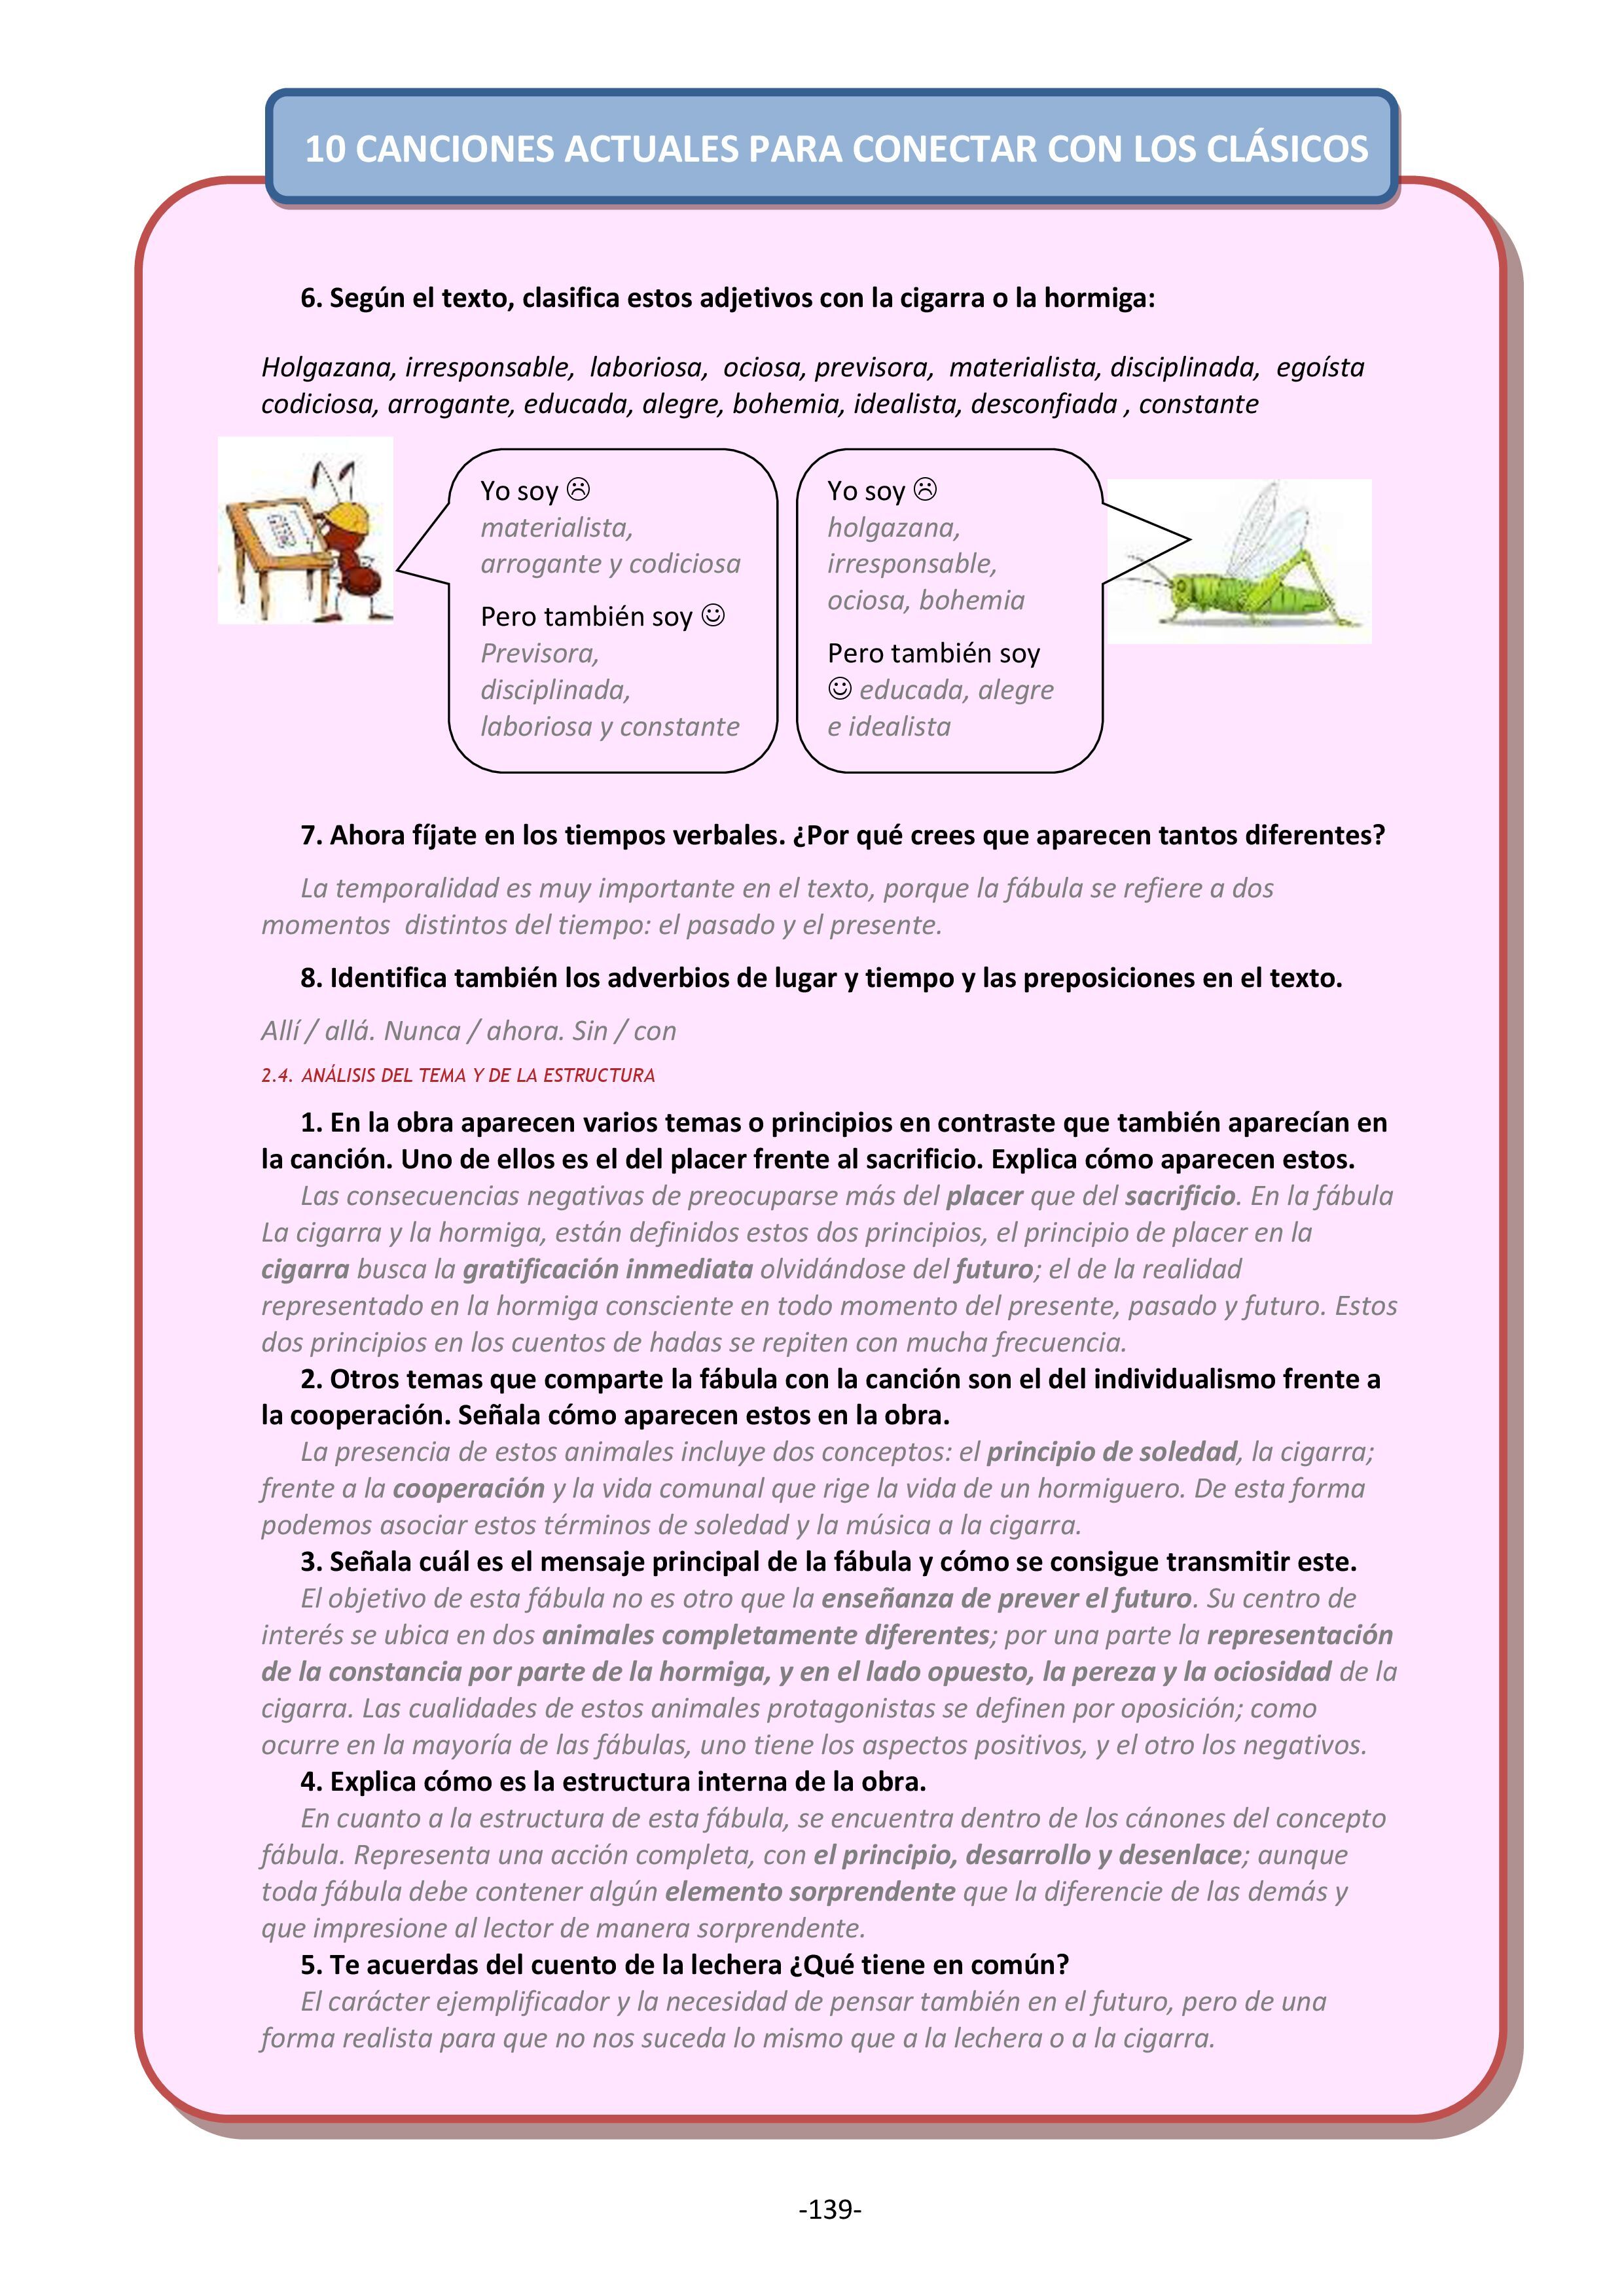 10 CANCIONES ACTUALES PARA CONECTAR CON LOS CLÁSICOS
6. Según el texto, clasifica estos adjetivos con la cigarra o la hormiga:
Holgazana, irresponsable, laboriosa, ociosa, previsora, materialista, disciplinada, egoísta
codiciosa, arrogante, educada, alegre, bohemia, idealista, desconfiada , constante
Yo soy ☹
materialista,
arrogante y codiciosa
Pero también soy ☺
Previsora,
disciplinada,
laboriosa y constante
Yo soy ☹
holgazana,
irresponsable,
ociosa, bohemia
Pero también soy
☺ educada, alegre
e idealista
7. Ahora fíjate en los tiempos verbales. ¿Por qué crees que aparecen tantos diferentes?
La temporalidad es muy importante en el texto, porque la fábula se refiere a dos
momentos distintos del tiempo: el pasado y el presente.
8. Identifica también los adverbios de lugar y tiempo y las preposiciones en el texto.
Allí / allá. Nunca / ahora. Sin / con
2.4. ANÁLISIS DEL TEMA Y DE LA ESTRUCTURA
1. En la obra aparecen varios temas o principios en contraste que también aparecían en
la canción. Uno de ellos es el del placer frente al sacrificio. Explica cómo aparecen estos.
Las consecuencias negativas de preocuparse más del placer que del sacrificio. En la fábula
La cigarra y la hormiga, están definidos estos dos principios, el principio de placer en la
cigarra busca la gratificación inmediata olvidándose del futuro; el de la realidad
representado en la hormiga consciente en todo momento del presente, pasado y futuro. Estos
dos principios en los cuentos de hadas se repiten con mucha frecuencia.
2. Otros temas que comparte la fábula con la canción son el del individualismo frente a
la cooperación. Señala cómo aparecen estos en la obra.
La presencia de estos animales incluye dos conceptos: el principio de soledad, la cigarra;
frente a la cooperación y la vida comunal que rige la vida de un hormiguero. De esta forma
podemos asociar estos términos de soledad y la música a la cigarra.
3. Señala cuál es el mensaje principal de la fábula y cómo se consigue transmitir este.
El objetivo de esta fábula no es otro que la enseñanza de prever el futuro. Su centro de
interés se ubica en dos animales completamente diferentes; por una parte la representación
de la constancia por parte de la hormiga, y en el lado opuesto, la pereza y la ociosidad de la
cigarra. Las cualidades de estos animales protagonistas se definen por oposición; como
ocurre en la mayoría de las fábulas, uno tiene los aspectos positivos, y el otro los negativos.
4. Explica cómo es la estructura interna de la obra.
En cuanto a la estructura de esta fábula, se encuentra dentro de los cánones del concepto
fábula. Representa una acción completa, con el principio, desarrollo y desenlace; aunque
toda fábula debe contener algún elemento sorprendente que la diferencie de las demás y
que impresione al lector de manera sorprendente.
5. Te acuerdas del cuento de la lechera ¿Qué tiene en común?
El carácter ejemplificador y la necesidad de pensar también en el futuro, pero de una
forma realista para que no nos suceda lo mismo que a la lechera o a la cigarra.
-139-